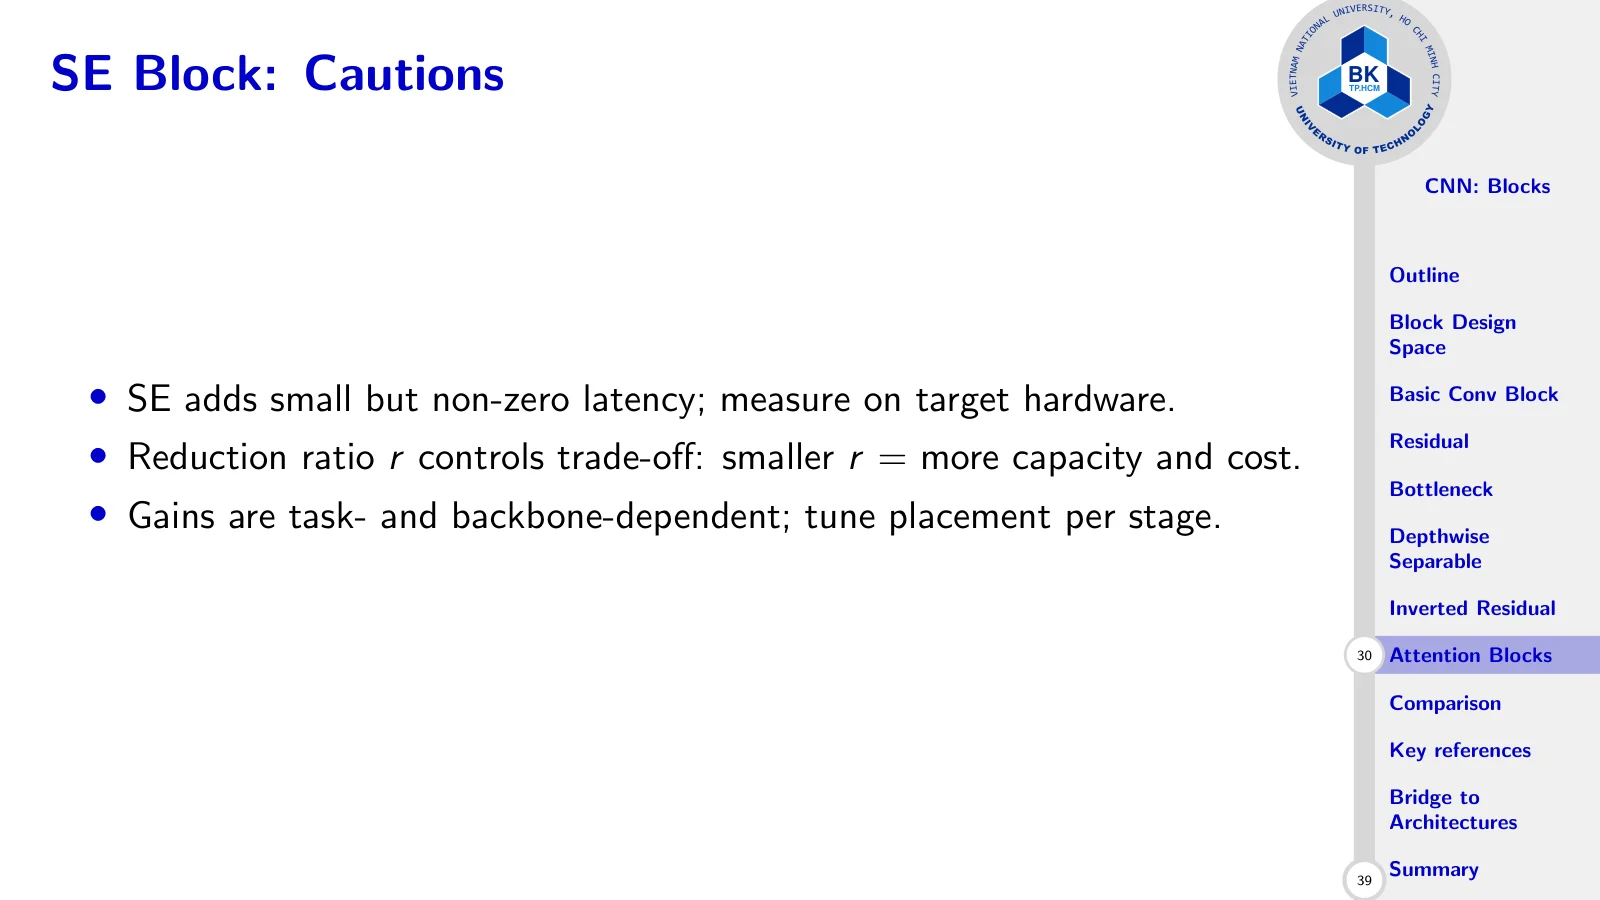 SE Block: Cautions
• SE adds small but non-zero latency; measure on target hardware.
• Reduction ratio r controls trade-off: smaller r = more capacity and cost.
• Gains are task- and backbone-dependent; tune placement per stage.
VIETNAM NATIONAL UNIVERSITY, HO CHI MINH CITY
BK
TP.HCM
UNIVERSITY OF TECHNOLOGY
CNN: Blocks
Outline
Block Design
Space
Basic Conv Block
Residual
Bottleneck
Depthwise
Separable
Inverted Residual
30 Attention Blocks
Comparison
Key references
Bridge to
Architectures
Summary
39